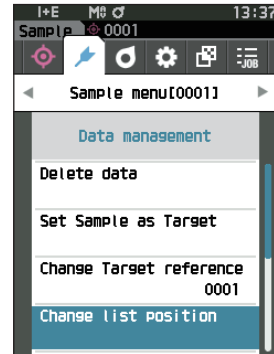 I+E M0 13:37
Sample 0001
JOB
Sample menu[0001]
Data management
Delete data
Set Sample as Target
Change Target reference
0001
Change list position